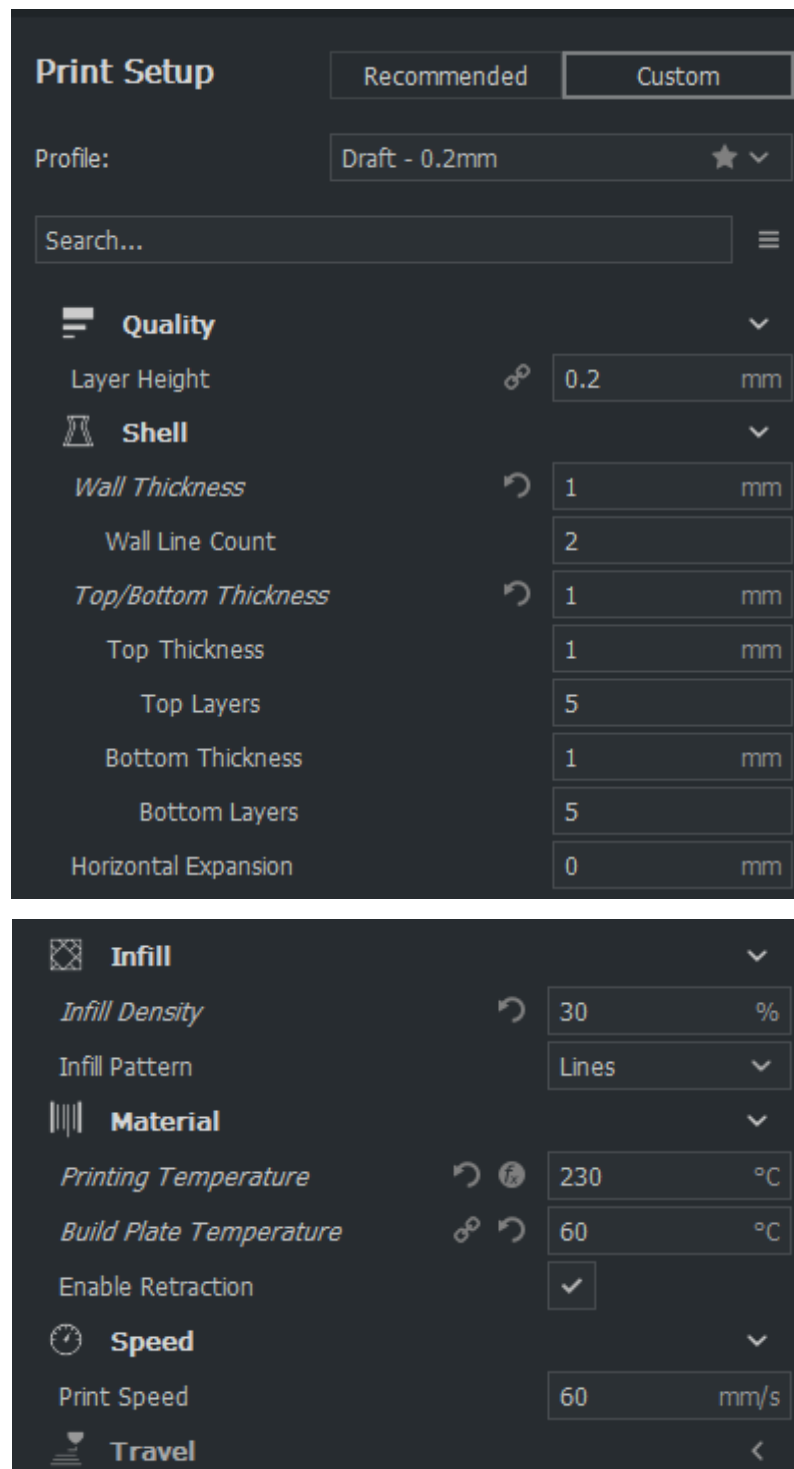 Print Setup Recommended Custom
Profile: Draft - 0.2mm
Search...
Quality
Layer Height 0.2 mm
Shell
Wall Thickness 1 mm
Wall Line Count 2
Top/Bottom Thickness 1 mm
Top Thickness 1 mm
Top Layers 5
Bottom Thickness 1 mm
Bottom Layers 5
Horizontal Expansion 0 mm
Infill
Infill Density 30 %
Infill Pattern Lines
Material
Printing Temperature fx 230 °C
Build Plate Temperature 60 °C
Enable Retraction
Speed
Print Speed 60 mm/s
Travel